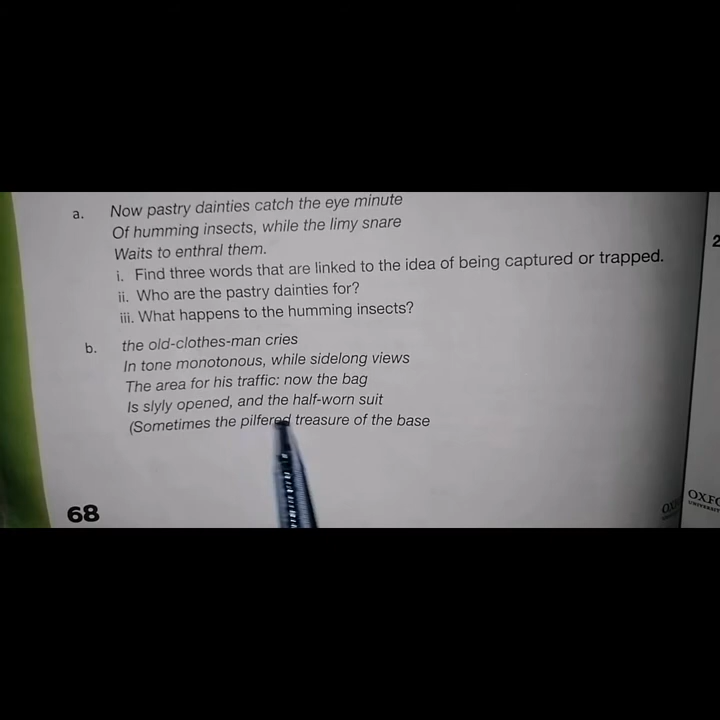 a. Now pastry dainties catch the eye minute
Of humming insects, while the limy snare
Waits to enthral them.
i. Find three words that are linked to the idea of being captured or trapped.
ii. Who are the pastry dainties for?
iii. What happens to the humming insects?
b. the old-clothes-man cries
In tone monotonous, while sidelong views
The area for his traffic: now the bag
Is slyly opened, and the half-worn suit
(Sometimes the pilfered treasure of the base
68
2